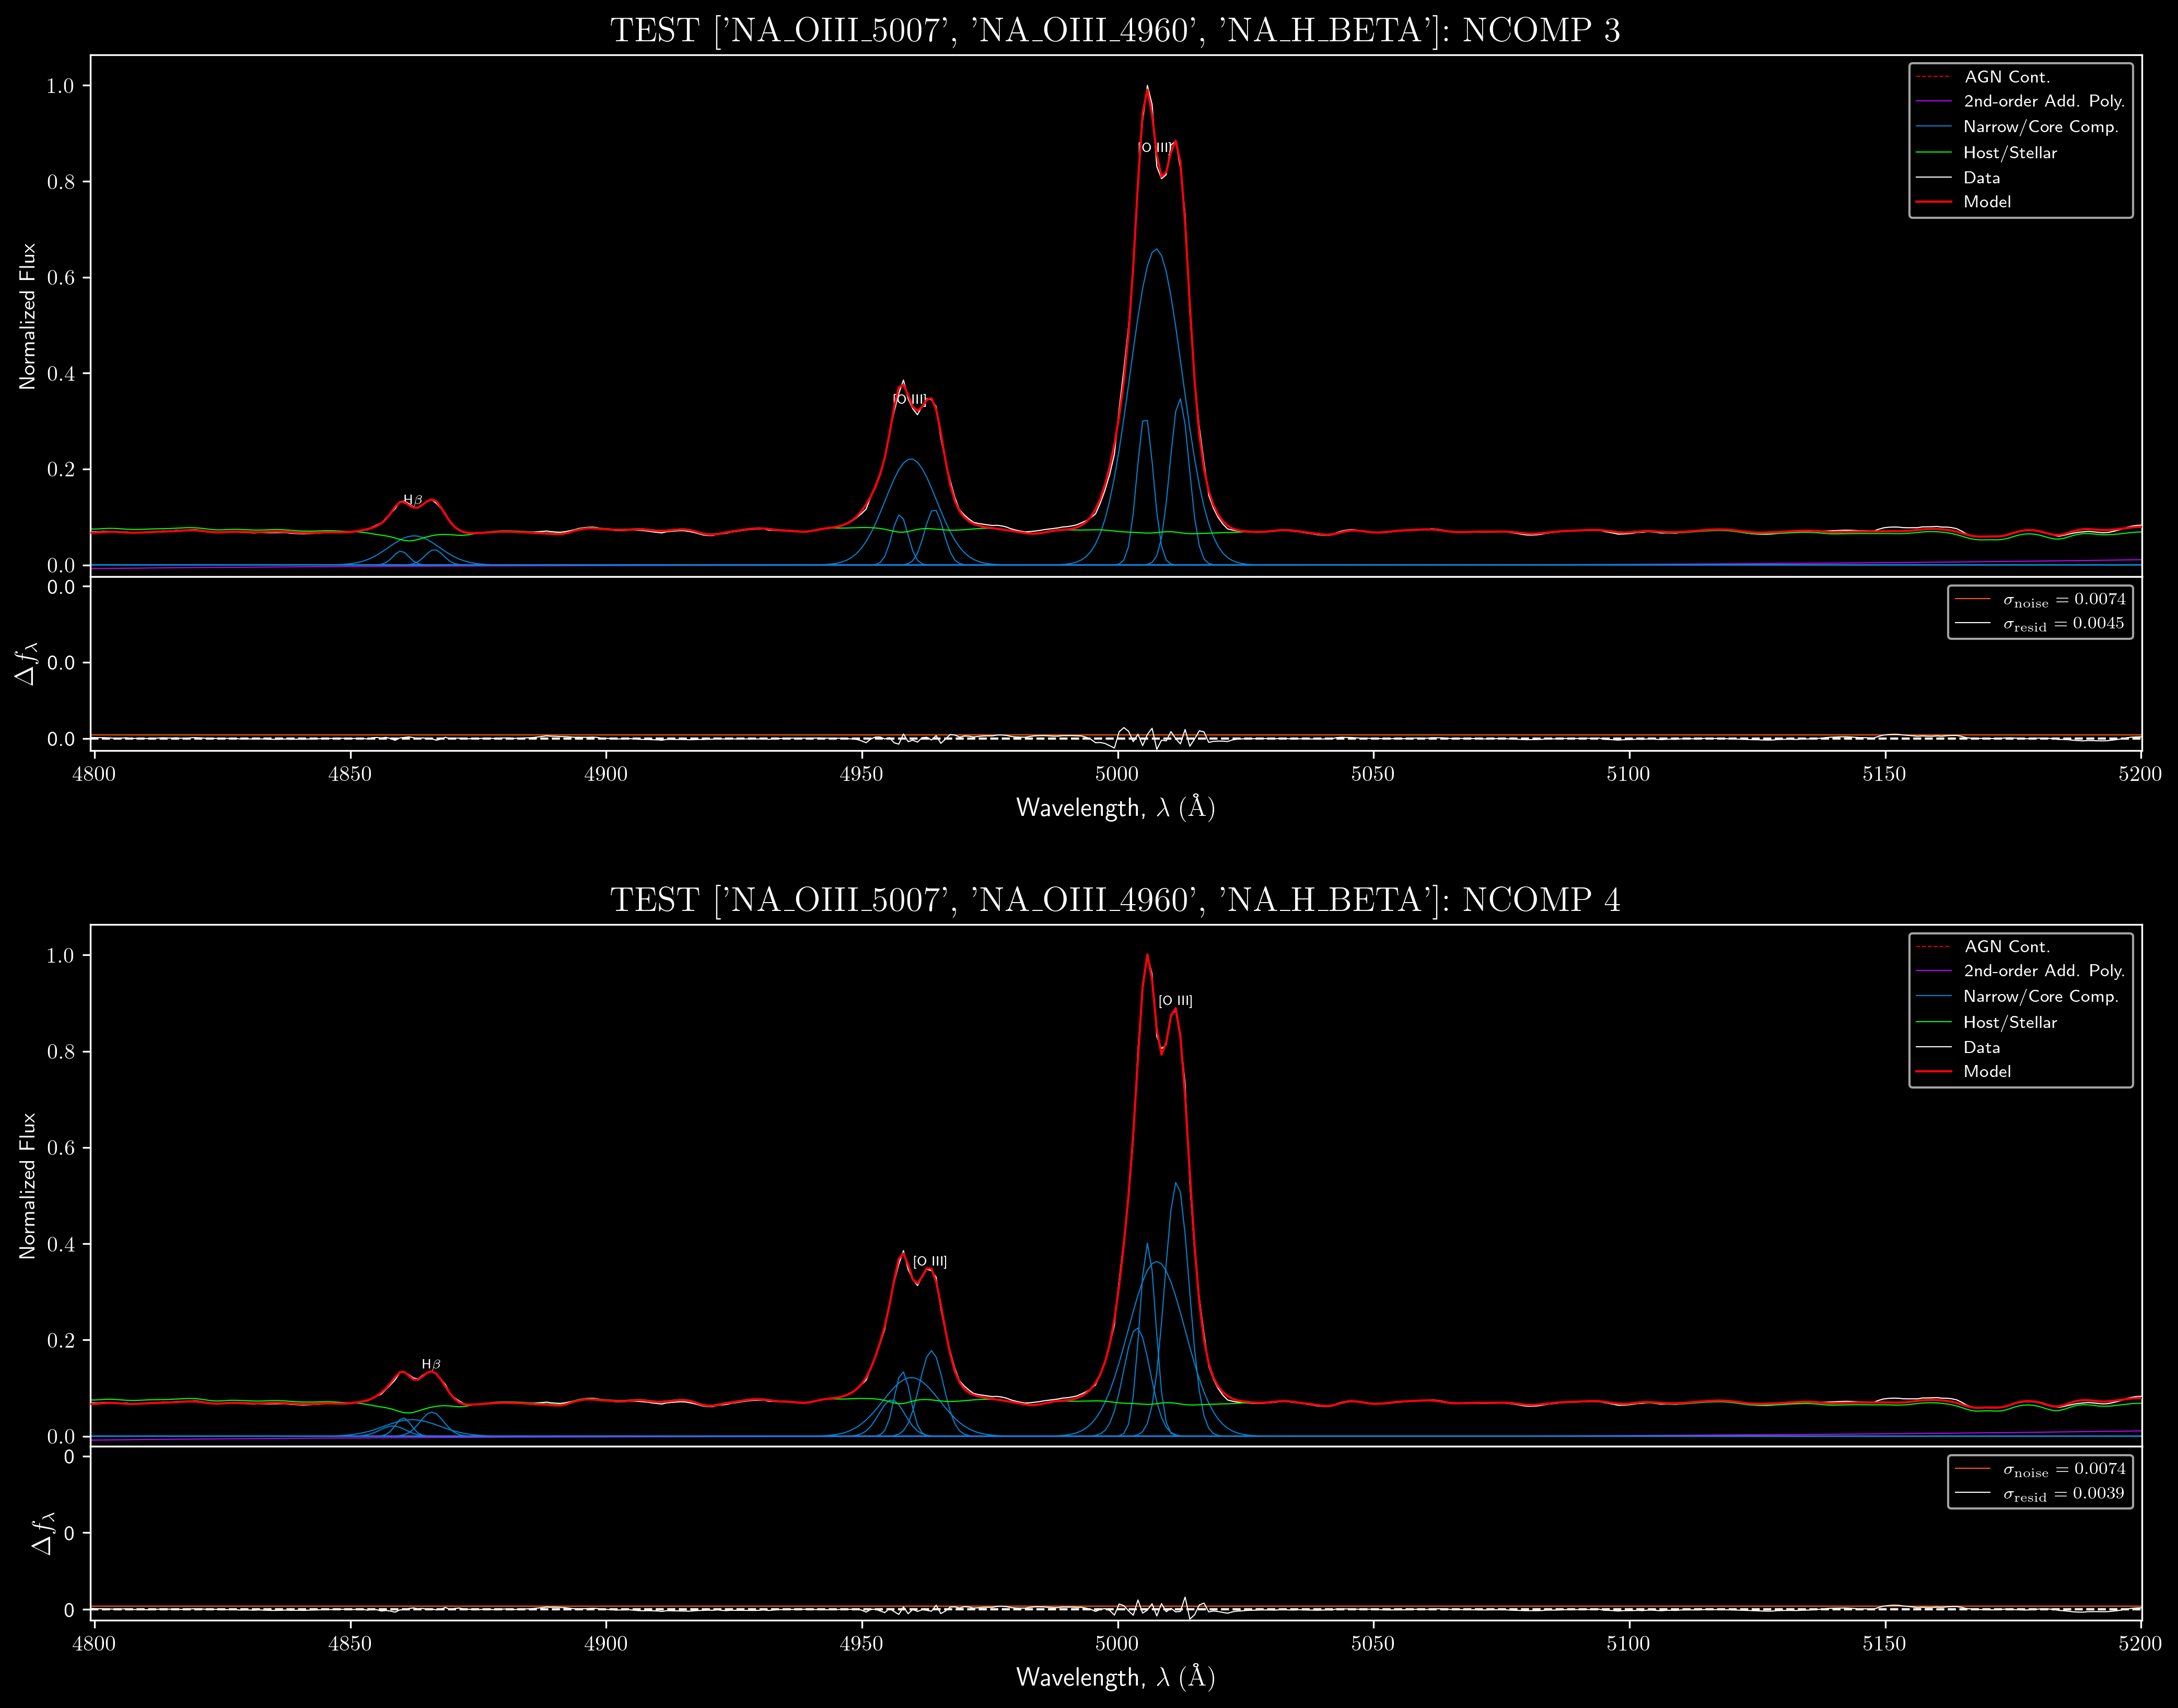 TEST ['NA_OIII_5007', 'NA_OIII_4960', 'NA_H_BETA']: NCOMP 3
1.0
0.8
0.6
0.4
0.2
0.0
Normalized Flux
[O III]
[O III]
Hβ
AGN Cont.
2nd-order Add. Poly.
Narrow/Core Comp.
Host/Stellar
Data
Model
0.0
0.0
0.0
Δf_λ
σ_noise = 0.0074
σ_resid = 0.0045
4800 4850 4900 4950 5000 5050 5100 5150 5200
Wavelength, λ (Å)
TEST ['NA_OIII_5007', 'NA_OIII_4960', 'NA_H_BETA']: NCOMP 4
1.0
0.8
0.6
0.4
0.2
0.0
Normalized Flux
[O III]
[O III]
Hβ
AGN Cont.
2nd-order Add. Poly.
Narrow/Core Comp.
Host/Stellar
Data
Model
0
0
0
Δf_λ
σ_noise = 0.0074
σ_resid = 0.0039
4800 4850 4900 4950 5000 5050 5100 5150 5200
Wavelength, λ (Å)